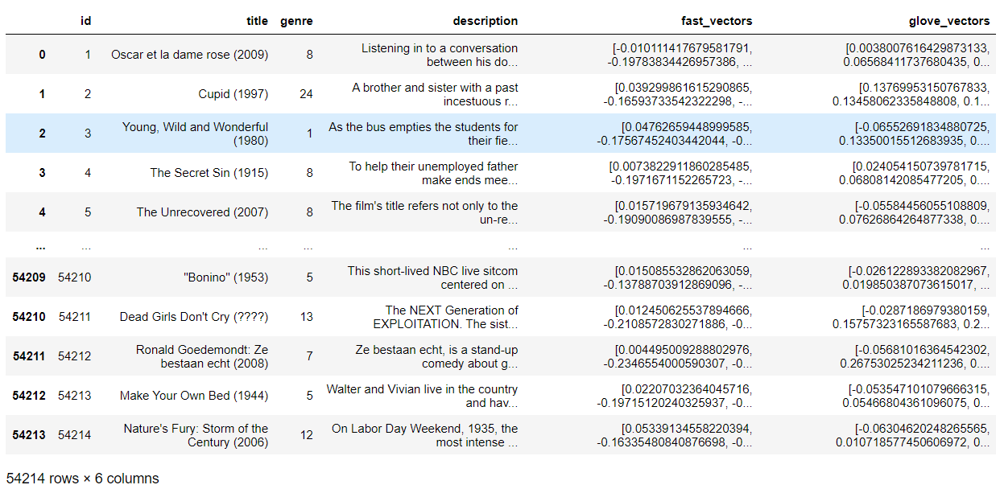 id title genre description fast_vectors glove_vectors
0 1 Oscar et la dame rose (2009) 8 Listening in to a conversation between his do... [-0.010111417679581791, -0.19783834426957386, ... [0.0038007616429873133, 0.06568411737680435, 0...
1 2 Cupid (1997) 24 A brother and sister with a past incestuous r... [0.039299861615290865, -0.16593733542322298, -... [0.13769953150767833, 0.13458062335848808, 0.1...
2 3 Young, Wild and Wonderful (1980) 1 As the bus empties the students for their fie... [0.04762659448999585, -0.17567452403442044, -0... [-0.06552691834880725, 0.13350015512683935, 0....
3 4 The Secret Sin (1915) 8 To help their unemployed father make ends mee... [0.0073822911860285485, -0.1971671152265723, -... [0.024054150739781715, 0.06808142085477205, 0....
4 5 The Unrecovered (2007) 8 The film's title refers not only to the un-re... [0.015719679135934642, -0.19090086987839555, -... [-0.05584456055108809, 0.07626864264877338, 0....
... ... ... ... ... ... ...
54209 54210 "Bonino" (1953) 5 This short-lived NBC live sitcom centered on ... [0.015085532862063059, -0.13788703912869096, -... [-0.026122893382082967, 0.019850387073615017, ...
54210 54211 Dead Girls Don't Cry (????) 13 The NEXT Generation of EXPLOITATION. The sist... [0.012450625537894666, -0.2108572830271886, -0... [-0.0287186979380159, 0.15757323165587683, 0.2...
54211 54212 Ronald Goedemondt: Ze bestaan echt (2008) 7 Ze bestaan echt, is a stand-up comedy about g... [0.004495009288802976, -0.2346554000590307, -0... [-0.05681016364542302, 0.26753025234211236, 0....
54212 54213 Make Your Own Bed (1944) 5 Walter and Vivian live in the country and hav... [0.02207032364045716, -0.19715120240325937, -0... [-0.053547101079666315, 0.05466804361096075, 0...
54213 54214 Nature's Fury: Storm of the Century (2006) 12 On Labor Day Weekend, 1935, the most intense ... [0.05339134558220394, -0.16335480840876698, -0... [-0.06304620248265565, 0.010718577450606972, 0...
54214 rows × 6 columns